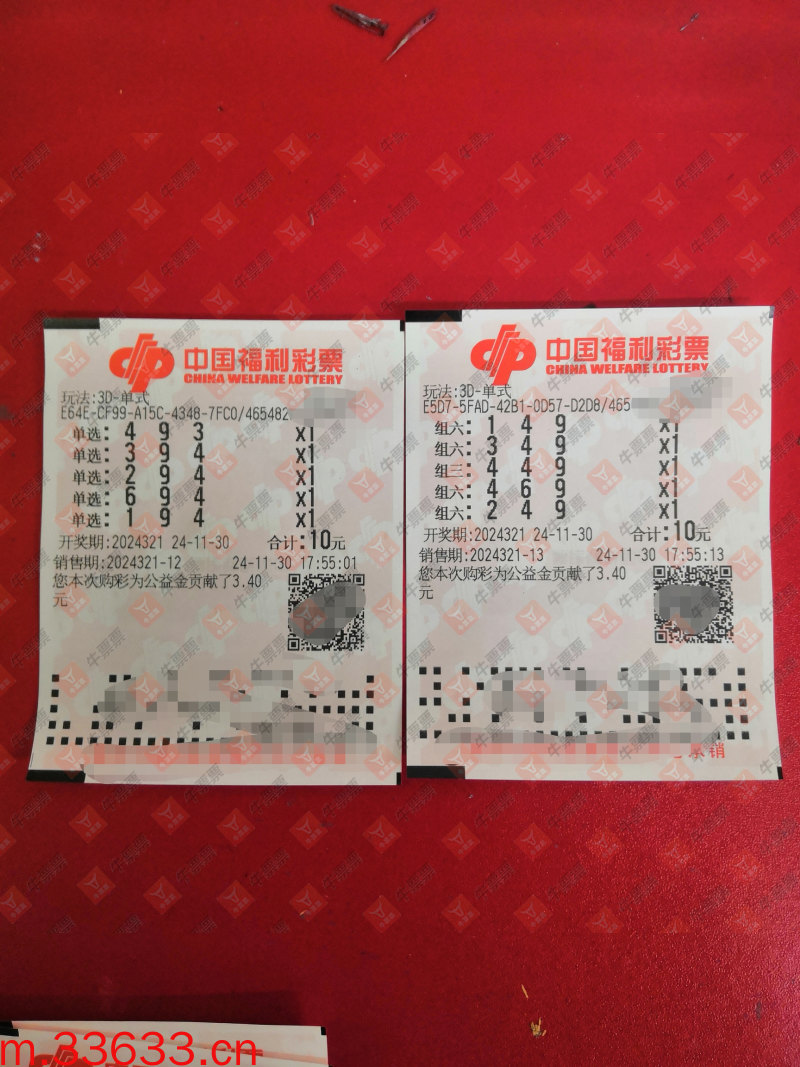 中国福利彩票
CHINA WELFARE LOTTERY
玩法:3D-单式
E64E-CF99-A15C-4348-7FC0/465482
单选: 4 9 3 x1
单选: 3 9 4 x1
单选: 2 9 4 x1
单选: 6 9 4 x1
单选: 1 9 4 x1
开奖期:2024321 24-11-30 合计:10元
销售期:2024321-12 24-11-30 17:55:01
您本次购彩为公益金贡献了3.40
元
中国福利彩票
CHINA WELFARE LOTTERY
玩法:3D-单式
E5D7-5FAD-42B1-0D57-D2D8/465
组六: 1 4 9 x1
组六: 3 4 9 x1
组三: 4 4 9 x1
组六: 4 6 9 x1
组六: 2 4 9 x1
开奖期:2024321 24-11-30 合计:10元
销售期:2024321-13 24-11-30 17:55:13
您本次购彩为公益金贡献了3.40
元
销
牛票票
m.33633.cn